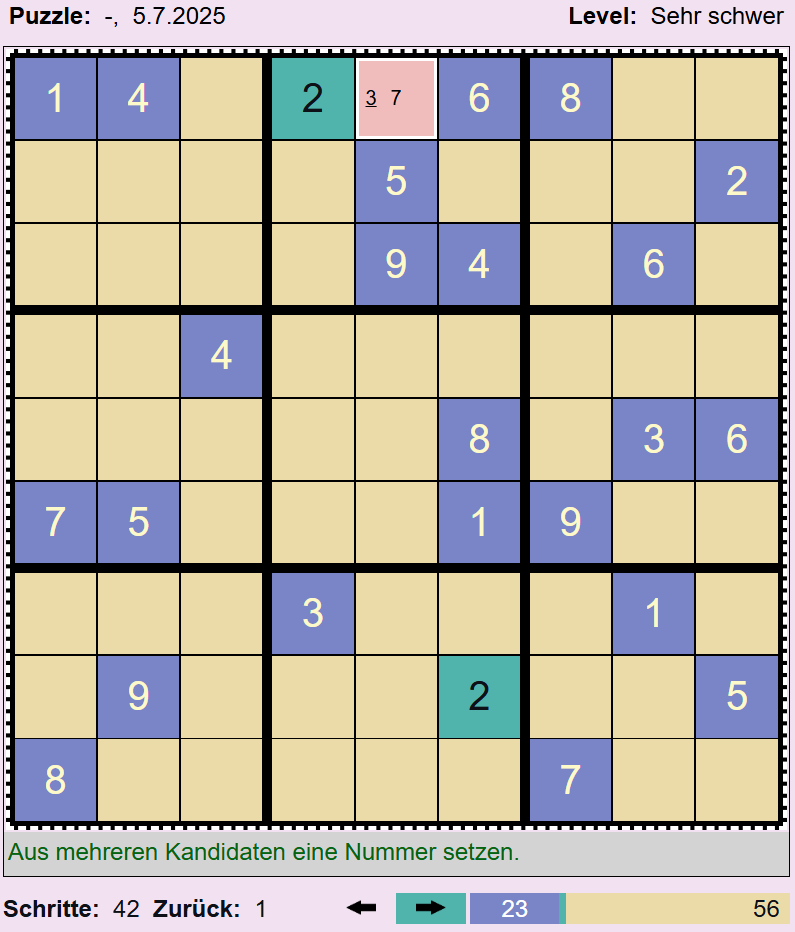 Puzzle: -, 5.7.2025 Level: Sehr schwer
1 4 2 3 7 6 8
5 2
9 4 6
4
8 3 6
7 5 1 9
3 1
9 2 5
8 7
Aus mehreren Kandidaten eine Nummer setzen.
Schritte: 42 Zurück: 1 23 56